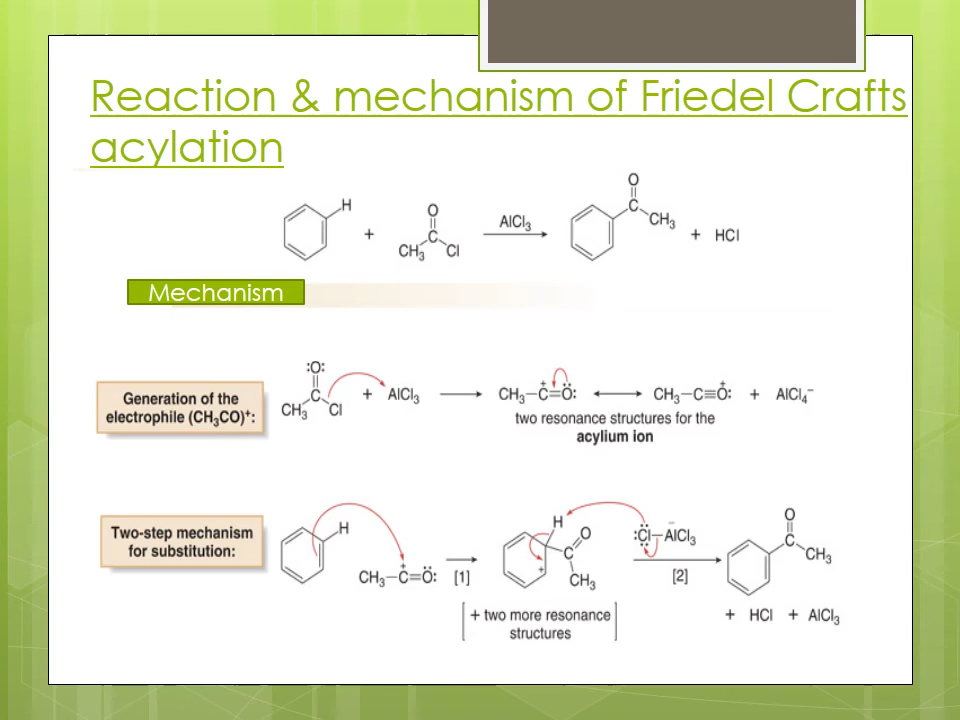 Reaction & mechanism of Friedel Crafts
acylation
H
+
O
C
CH₃
Cl
AlCl₃
O
C
CH₃
+ HCl
Mechanism
Generation of the
electrophile (CH₃CO)⁺:
:O:
C
CH₃
Cl
+ AlCl₃
CH₃–C⁺=Ö:
CH₃–C≡O⁺: + AlCl₄⁻
two resonance structures for the
acylium ion
Two-step mechanism
for substitution:
H
CH₃–C⁺=Ö:
[1]
H
O
C
CH₃
+
[+ two more resonance
structures]
:C̈l–AlCl₃⁻
[2]
O
C
CH₃
+ HCl + AlCl₃